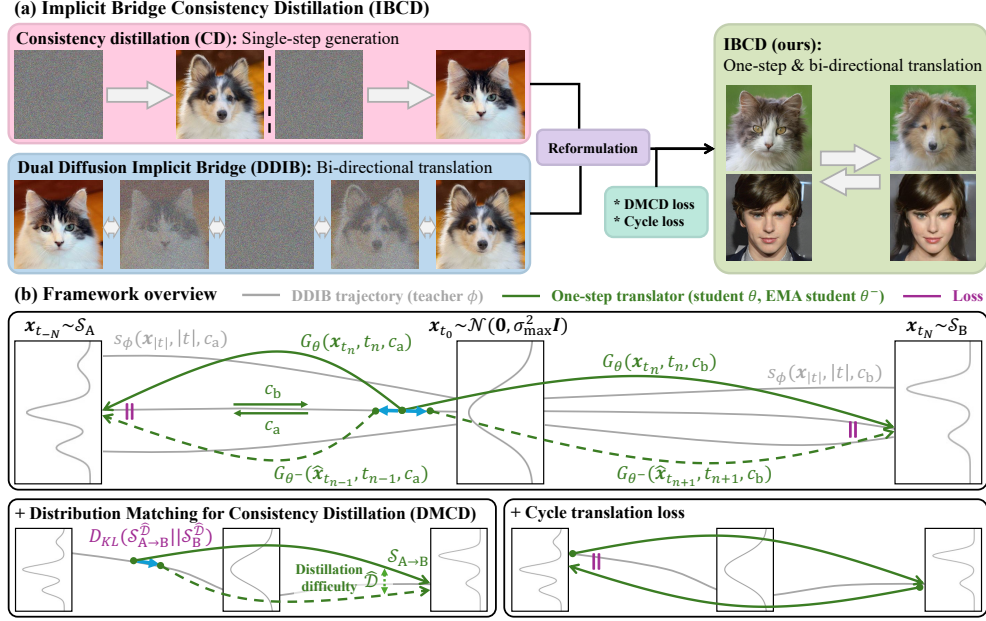 (a) Implicit Bridge Consistency Distillation (IBCD)
Consistency distillation (CD): Single-step generation
Dual Diffusion Implicit Bridge (DDIB): Bi-directional translation
Reformulation
* DMCD loss
* Cycle loss
IBCD (ours):
One-step & bi-directional translation
(b) Framework overview
DDIB trajectory (teacher ϕ)
One-step translator (student θ, EMA student θ⁻)
Loss
𝒙_{t_{-N}}~𝒮_A
𝒙_{t_0}~𝒩(𝟎, σ²_max 𝑰)
𝒙_{t_N}~𝒮_B
s_ϕ(𝒙_{|t|}, |t|, c_a)
G_θ(𝒙_{t_n}, t_n, c_a)
G_θ(𝒙_{t_n}, t_n, c_b)
s_ϕ(𝒙_{|t|}, |t|, c_b)
c_b
c_a
G_{θ⁻}(𝒙̂_{t_{n-1}}, t_{n-1}, c_a)
G_{θ⁻}(𝒙̂_{t_{n+1}}, t_{n+1}, c_b)
+ Distribution Matching for Consistency Distillation (DMCD)
D_{KL}(𝒮^{𝒟̂}_{A→B}||𝒮^{𝒟̂}_B)
𝒮_{A→B}
Distillation
difficulty
𝒟̂
+ Cycle translation loss